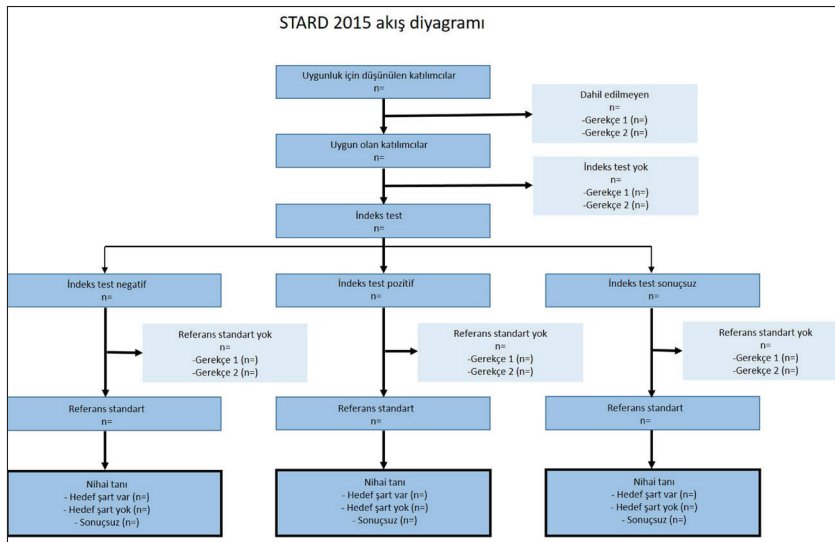 STARD 2015 akış diyagramı
Uygunluk için düşünülen katılımcılar
n=
Dahil edilmeyen
n=
-Gerekçe 1 (n=)
-Gerekçe 2 (n=)
Uygun olan katılımcılar
n=
İndeks test yok
n=
-Gerekçe 1 (n=)
-Gerekçe 2 (n=)
İndeks test
n=
İndeks test negatif
n=
İndeks test pozitif
n=
İndeks test sonuçsuz
n=
Referans standart yok
n=
-Gerekçe 1 (n=)
-Gerekçe 2 (n=)
Referans standart yok
n=
-Gerekçe 1 (n=)
-Gerekçe 2 (n=)
Referans standart yok
n=
-Gerekçe 1 (n=)
-Gerekçe 2 (n=)
Referans standart
n=
Referans standart
n=
Referans standart
n=
Nihai tanı
- Hedef şart var (n=)
- Hedef şart yok (n=)
- Sonuçsuz (n=)
Nihai tanı
- Hedef şart var (n=)
- Hedef şart yok (n=)
- Sonuçsuz (n=)
Nihai tanı
- Hedef şart var (n=)
- Hedef şart yok (n=)
- Sonuçsuz (n=)